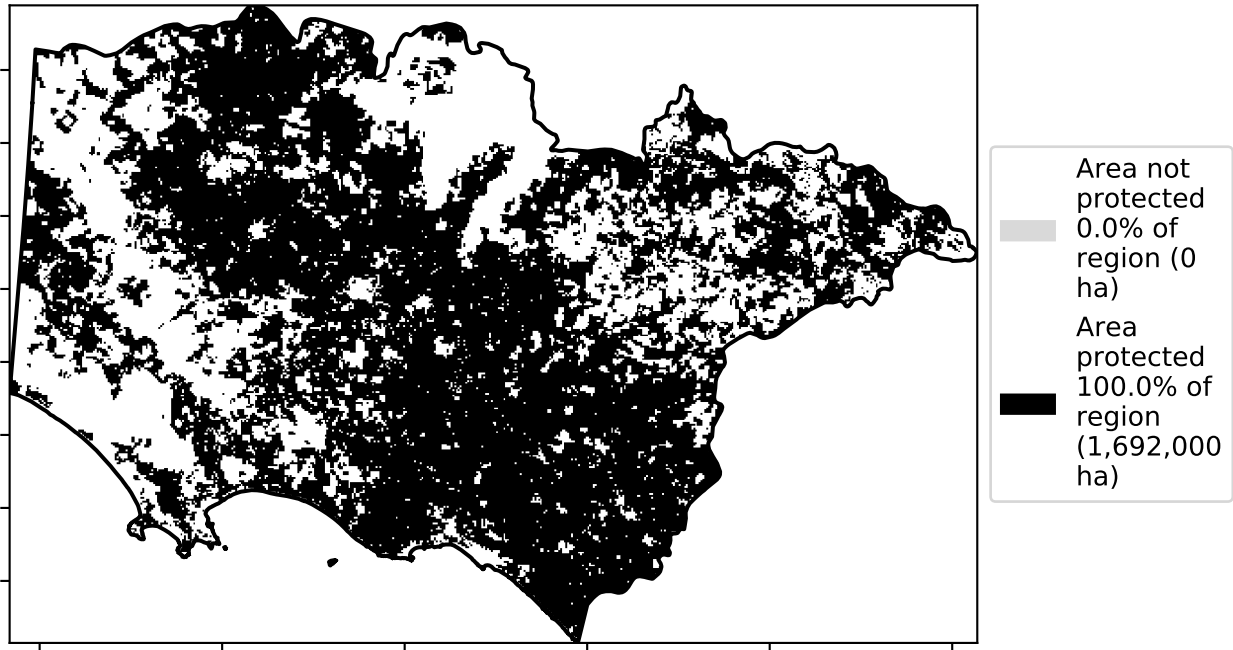 Area not
protected
0.0% of
region (0
ha)
Area
protected
100.0% of
region
(1,692,000
ha)